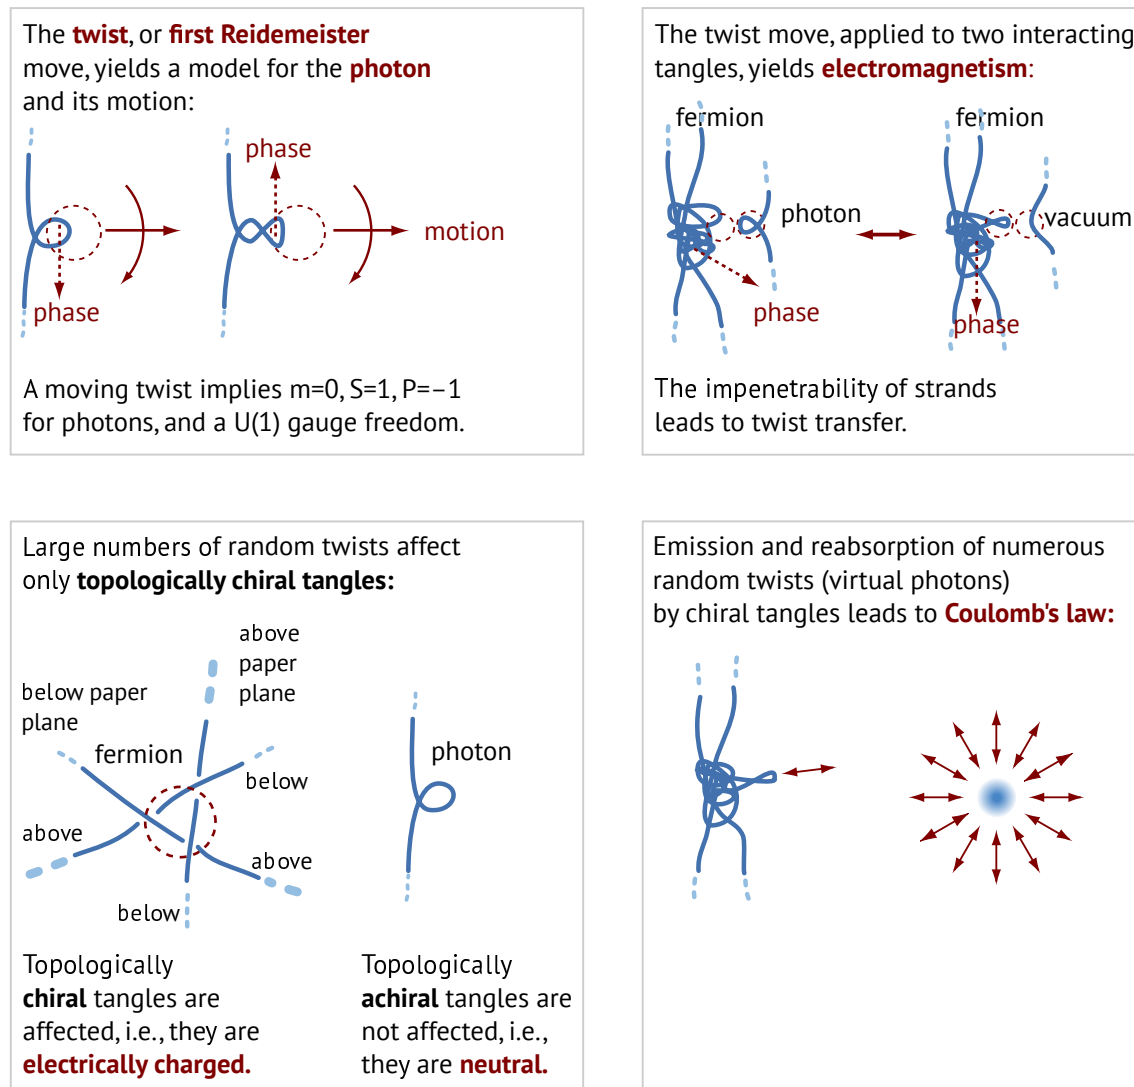 The twist, or first Reidemeister
move, yields a model for the photon
and its motion:
phase
motion
phase
A moving twist implies m=0, S=1, P=–1
for photons, and a U(1) gauge freedom.
The twist move, applied to two interacting
tangles, yields electromagnetism:
fermion
fermion
photon
vacuum
phase
phase
The impenetrability of strands
leads to twist transfer.
Large numbers of random twists affect
only topologically chiral tangles:
above
paper
plane
below paper
plane
fermion
photon
below
above
above
below
Topologically
chiral tangles are
affected, i.e., they are
electrically charged.
Topologically
achiral tangles are
not affected, i.e.,
they are neutral.
Emission and reabsorption of numerous
random twists (virtual photons)
by chiral tangles leads to Coulomb's law: